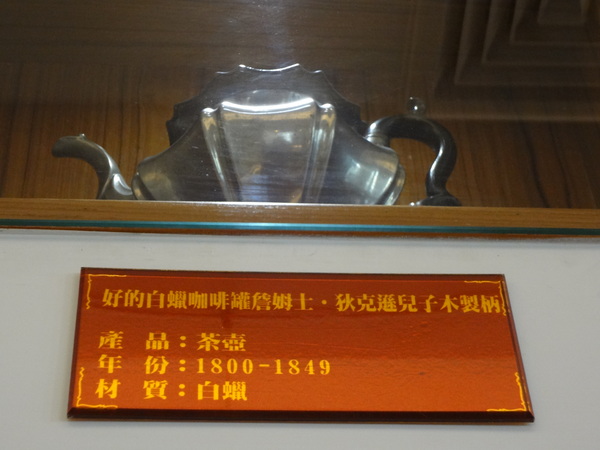 好的白蠟咖啡罐詹姆士・狄克遜兒子木製柄
產 品：茶壺
年 份：1800-1849
材 質：白蠟